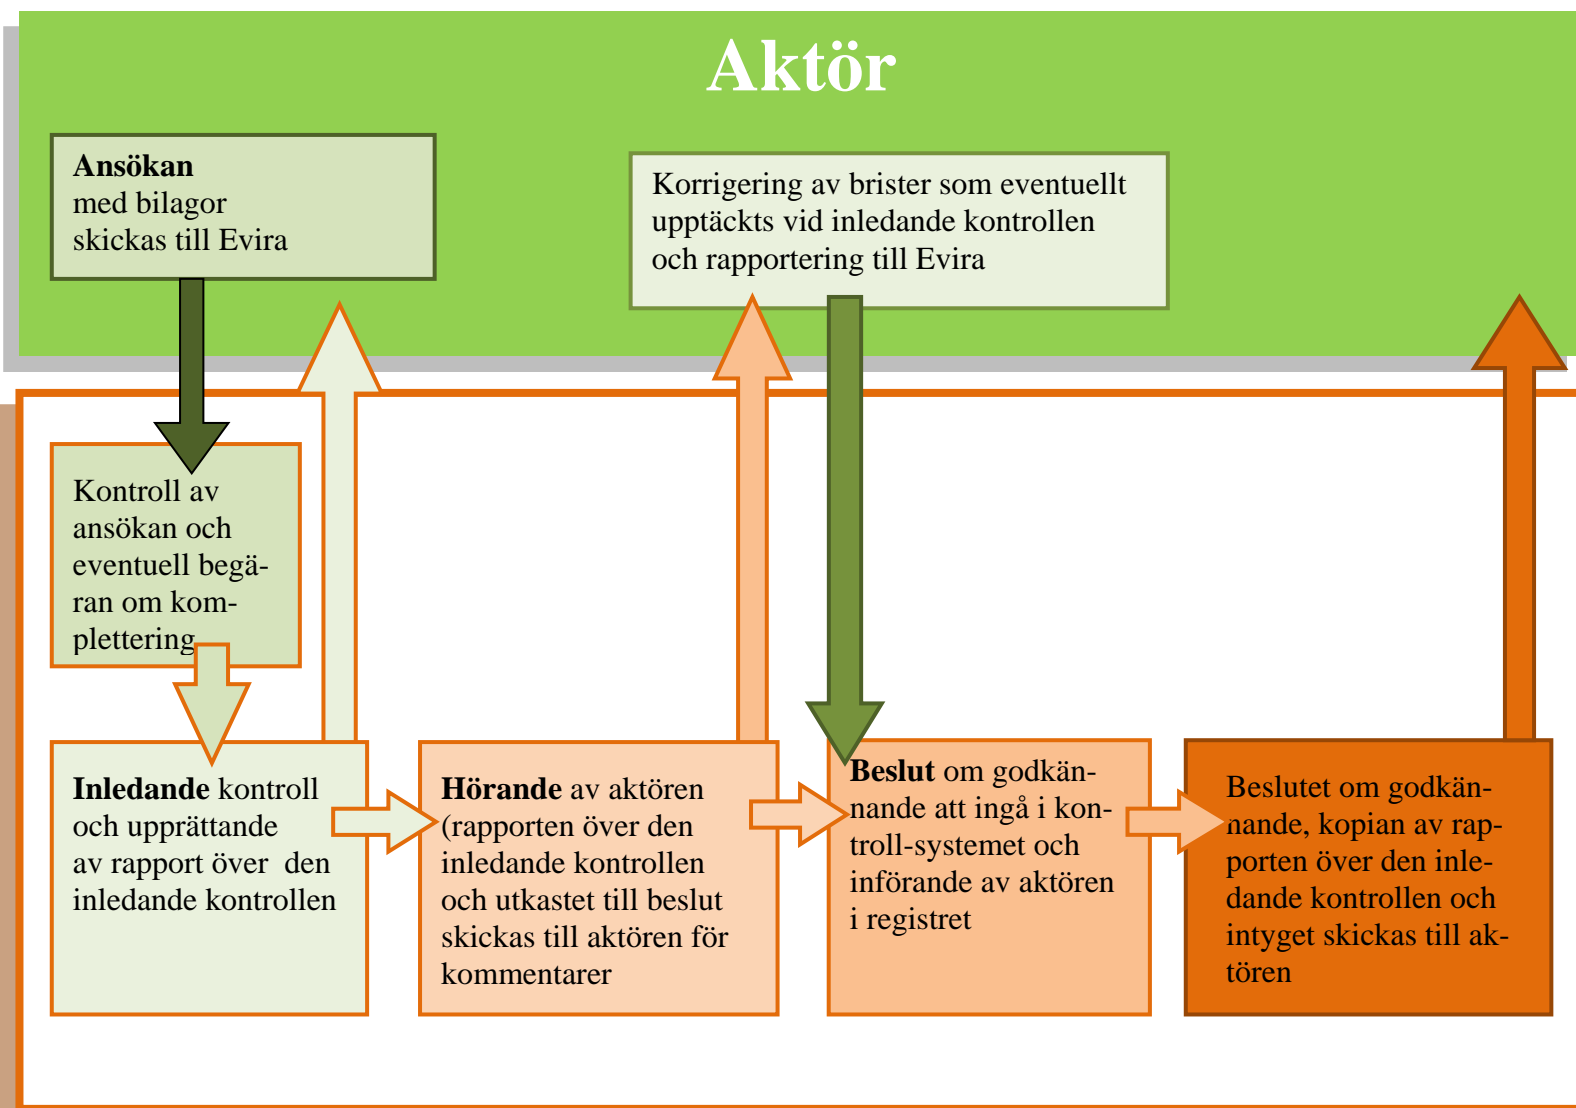 Aktör
Ansökan
med bilagor
skickas till Evira
Korrigering av brister som eventuellt
upptäckts vid inledande kontrollen
och rapportering till Evira
Kontroll av
ansökan och
eventuell begä-
ran om kom-
plettering
Inledande kontroll
och upprättande
av rapport över  den
inledande kontrollen
Hörande av aktören
(rapporten över den
inledande kontrollen
och utkastet till beslut
skickas till aktören för
kommentarer
Beslut om godkän-
nande att ingå i kon-
troll-systemet och
införande av aktören
i registret
Beslutet om godkän-
nande, kopian av rap-
porten över den inle-
dande kontrollen och
intyget skickas till ak-
tören